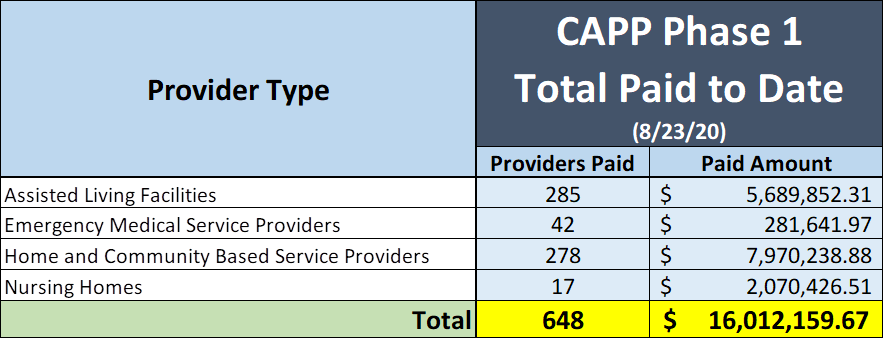 CAPP Phase 1
Total Paid to Date
Provider Type
(8/23/20)
Providers Paid Paid Amount
Assisted Living Facilities 285 $ 5,689,852.31
Emergency Medical Service Providers 42 $ 281,641.97
Home and Community Based Service Providers 278 $ 7,970,238.88
Nursing Homes 17 $ 2,070,426.51
Total 648 $ 16,012,159.67